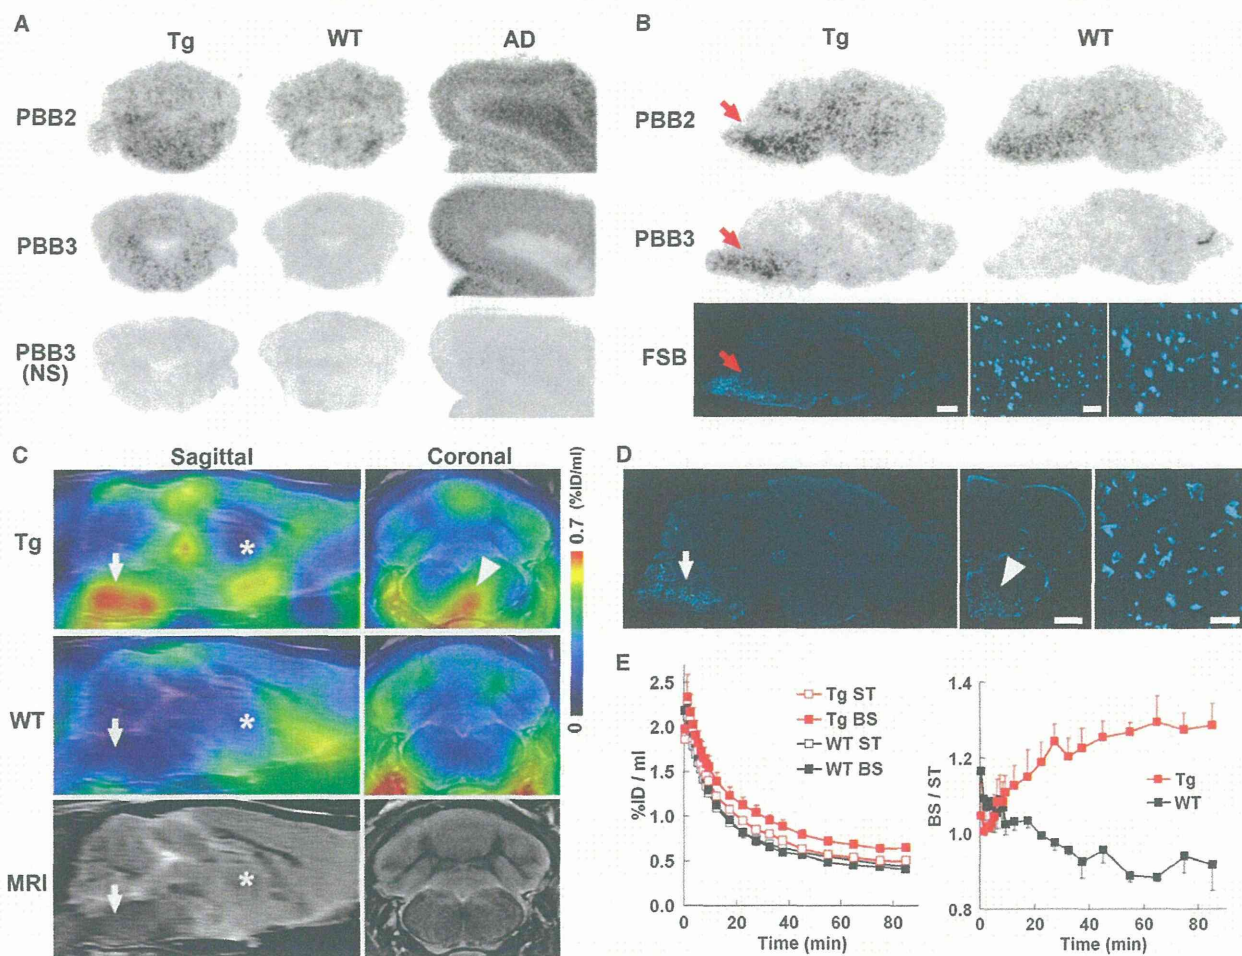 A
Tg
WT
AD
PBB2
PBB3
PBB3
(NS)
B
Tg
WT
PBB2
PBB3
FSB
C
Sagittal
Coronal
Tg
*
WT
*
MRI
*
0.7 (%ID/ml)
0
D
E
2.5
2.0
1.5
1.0
0.5
0.0
%ID / ml
Tg ST
Tg BS
WT ST
WT BS
0
20
40
60
80
Time (min)
1.4
1.2
1.0
0.8
BS / ST
Tg
WT
0
20
40
60
80
Time (min)